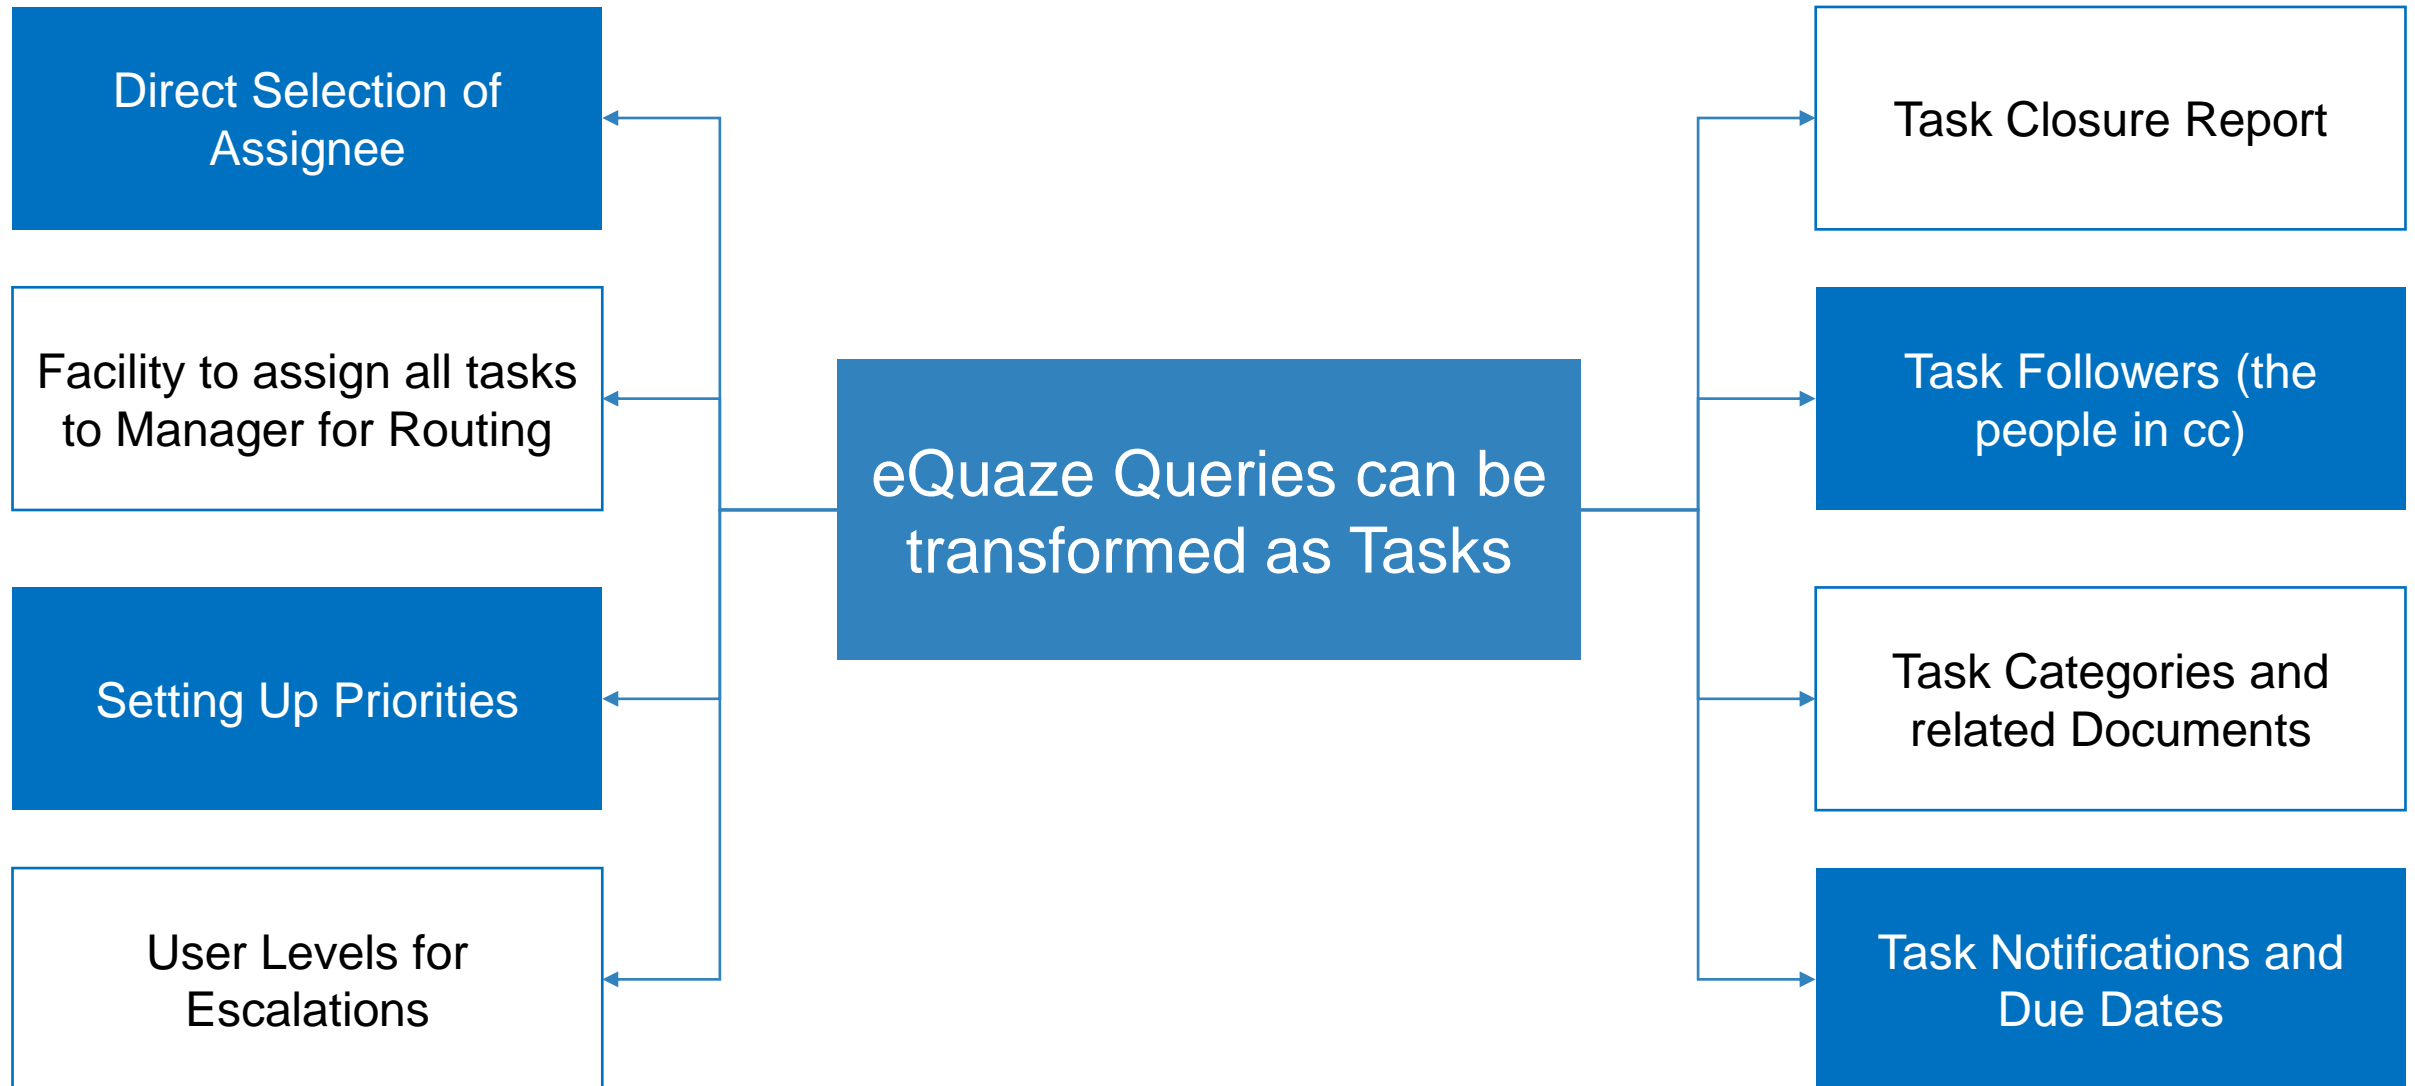 Direct Selection of
Assignee
Facility to assign all tasks
to Manager for Routing
Setting Up Priorities
User Levels for
Escalations
eQuaze Queries can be
transformed as Tasks
Task Closure Report
Task Followers (the
people in cc)
Task Categories and
related Documents
Task Notifications and
Due Dates